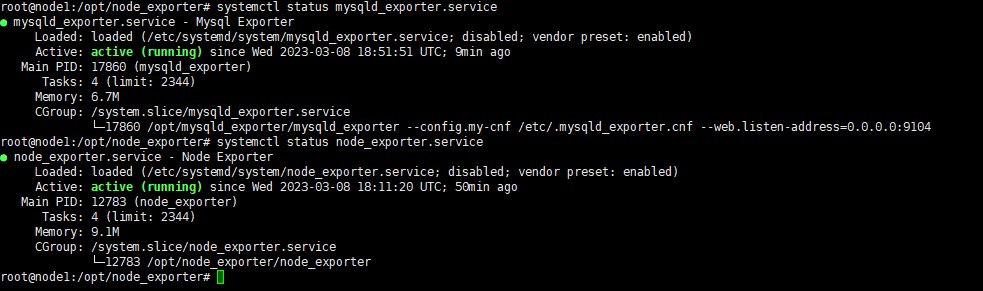 root@node1:/opt/node_exporter# systemctl status mysqld_exporter.service
● mysqld_exporter.service - Mysql Exporter
     Loaded: loaded (/etc/systemd/system/mysqld_exporter.service; disabled; vendor preset: enabled)
     Active: active (running) since Wed 2023-03-08 18:51:51 UTC; 9min ago
   Main PID: 17860 (mysqld_exporter)
      Tasks: 4 (limit: 2344)
     Memory: 6.7M
     CGroup: /system.slice/mysqld_exporter.service
             └─17860 /opt/mysqld_exporter/mysqld_exporter --config.my-cnf /etc/.mysqld_exporter.cnf --web.listen-address=0.0.0.0:9104
root@node1:/opt/node_exporter# systemctl status node_exporter.service
● node_exporter.service - Node Exporter
     Loaded: loaded (/etc/systemd/system/node_exporter.service; disabled; vendor preset: enabled)
     Active: active (running) since Wed 2023-03-08 18:11:20 UTC; 50min ago
   Main PID: 12783 (node_exporter)
      Tasks: 4 (limit: 2344)
     Memory: 9.1M
     CGroup: /system.slice/node_exporter.service
             └─12783 /opt/node_exporter/node_exporter
root@node1:/opt/node_exporter#